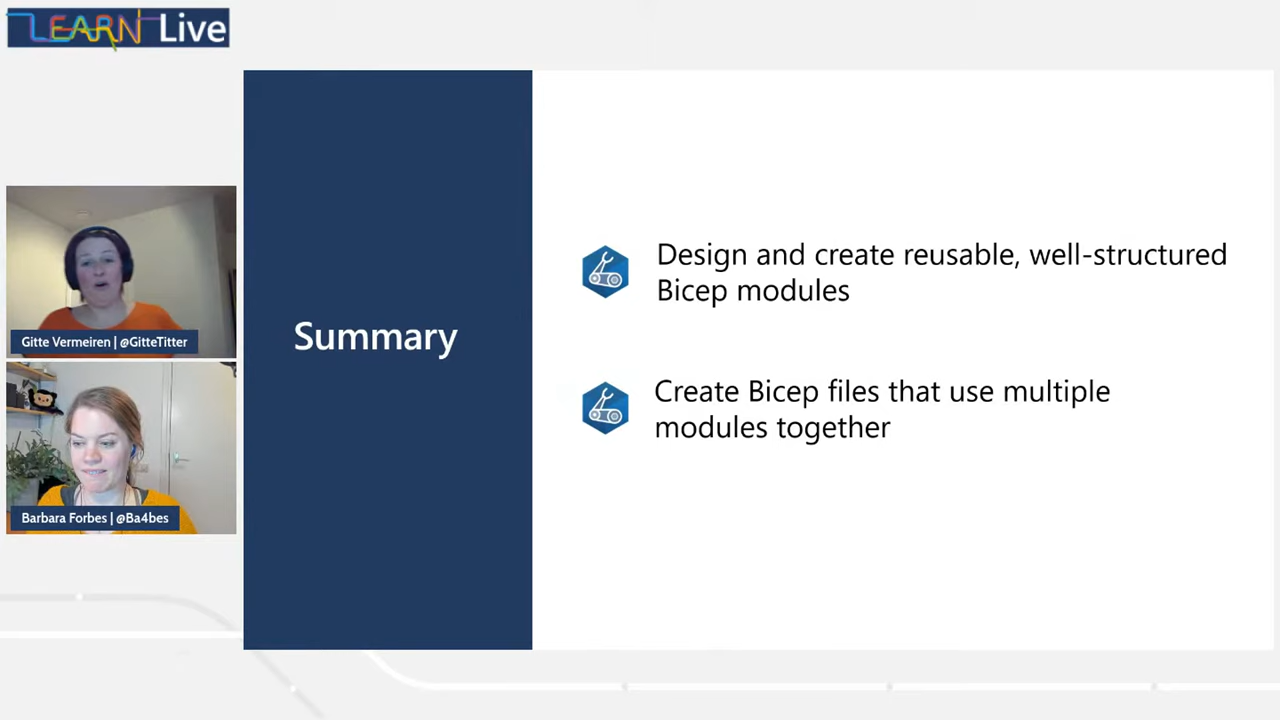 LEARN Live
Gitte Vermeiren | @GitteTitter
Barbara Forbes | @Ba4bes
Summary
Design and create reusable, well-structured
Bicep modules
Create Bicep files that use multiple
modules together